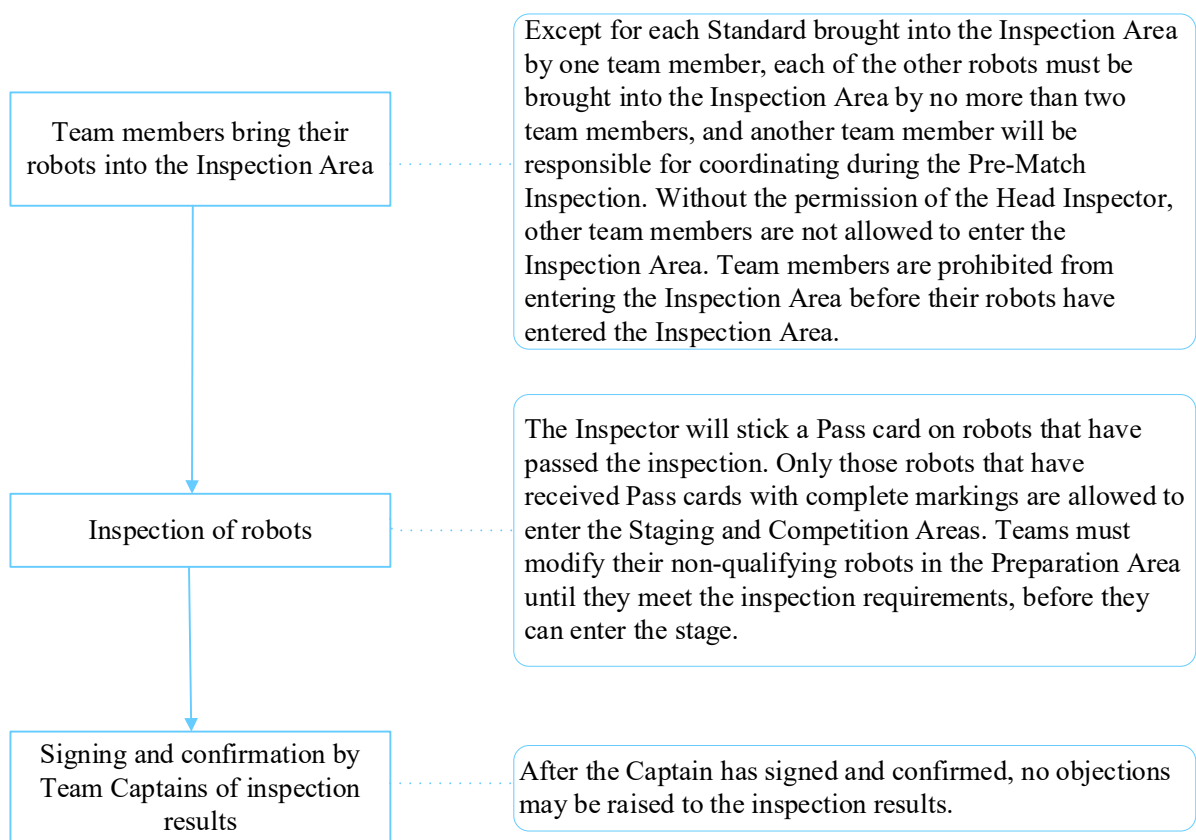 Team members bring their
robots into the Inspection Area
Except for each Standard brought into the Inspection Area
by one team member, each of the other robots must be
brought into the Inspection Area by no more than two
team members, and another team member will be
responsible for coordinating during the Pre-Match
Inspection. Without the permission of the Head Inspector,
other team members are not allowed to enter the
Inspection Area. Team members are prohibited from
entering the Inspection Area before their robots have
entered the Inspection Area.
Inspection of robots
The Inspector will stick a Pass card on robots that have
passed the inspection. Only those robots that have
received Pass cards with complete markings are allowed to
enter the Staging and Competition Areas. Teams must
modify their non-qualifying robots in the Preparation Area
until they meet the inspection requirements, before they
can enter the stage.
Signing and confirmation by
Team Captains of inspection
results
After the Captain has signed and confirmed, no objections
may be raised to the inspection results.